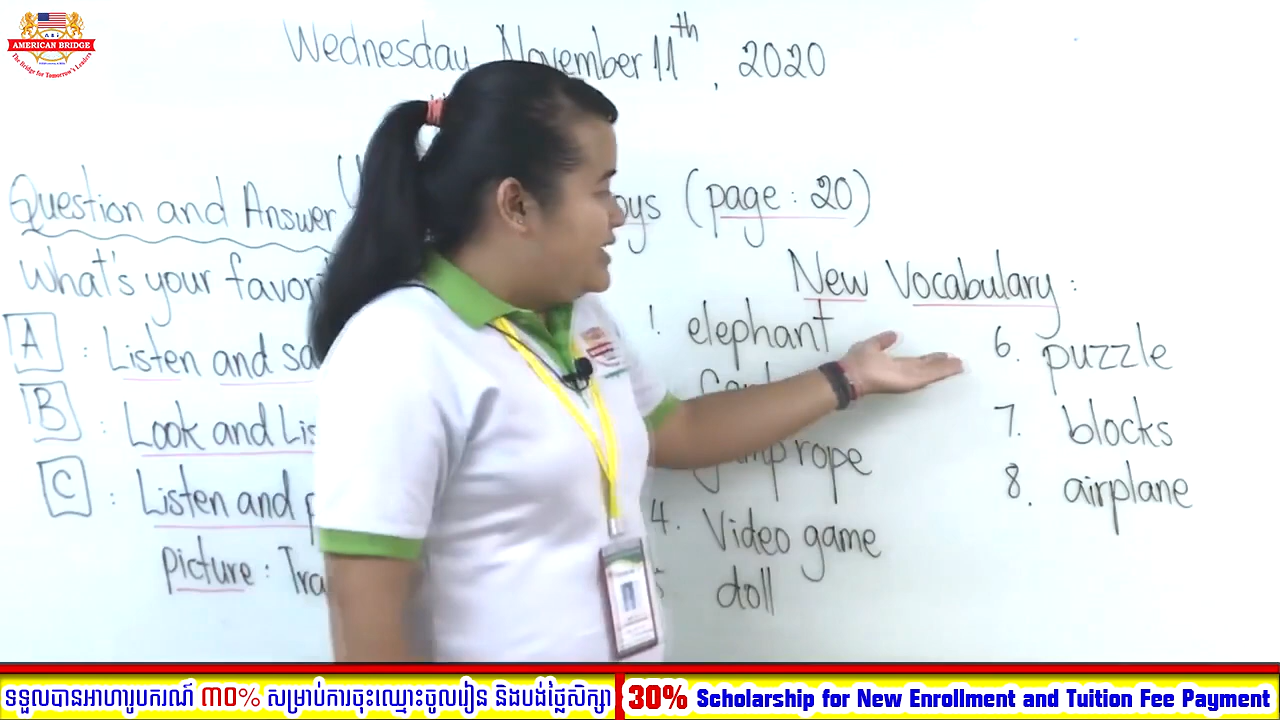 AMERICAN BRIDGE
The Bridge for Tomorrow's Leaders
Wednesday, November 11th, 2020
oys (page: 20)
Question and Answer
What's your favori
New Vocabulary:
A : Listen and sa
B : Look and Lis
C : Listen and p
picture: Tra
1. elephant
jump rope
4. Video game
5 doll
6. puzzle
7. blocks
8. airplane
ទទួលបានអាហារូបករណ៍ ៣០% សម្រាប់ការចុះឈ្មោះចូលរៀន និងបង់ថ្លៃសិក្សា
30% Scholarship for New Enrollment and Tuition Fee Payment